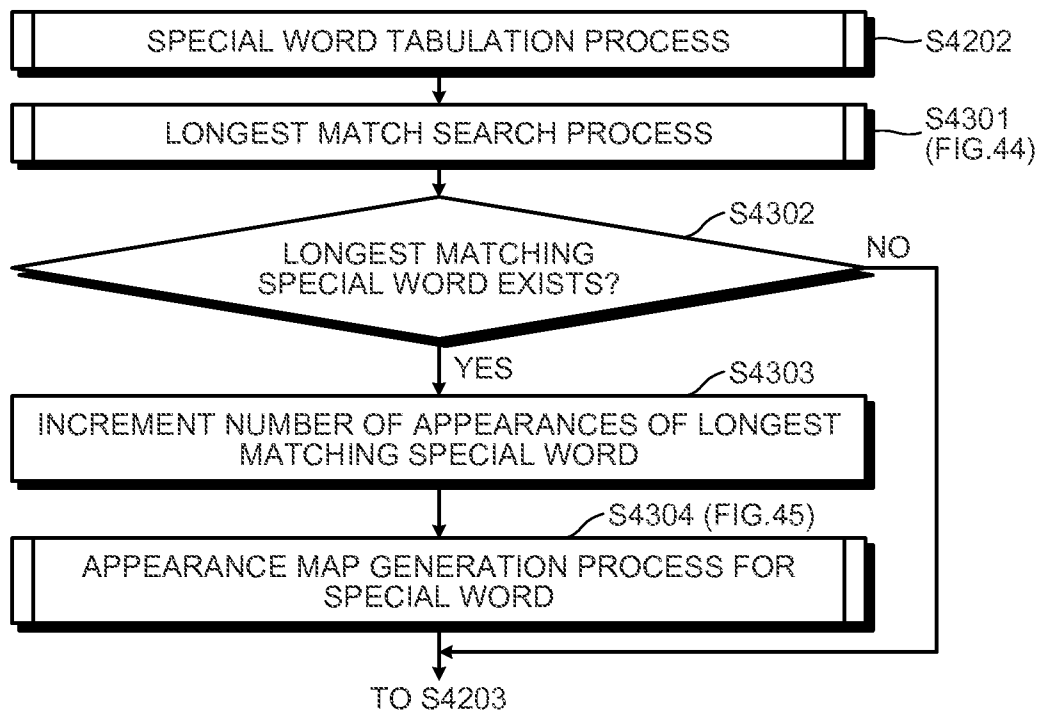 SPECIAL WORD TABULATION PROCESS
S4202
LONGEST MATCH SEARCH PROCESS
S4301
(FIG.44)
S4302
LONGEST MATCHING
SPECIAL WORD EXISTS?
NO
YES
S4303
INCREMENT NUMBER OF APPEARANCES OF LONGEST
MATCHING SPECIAL WORD
S4304 (FIG.45)
APPEARANCE MAP GENERATION PROCESS FOR
SPECIAL WORD
TO S4203